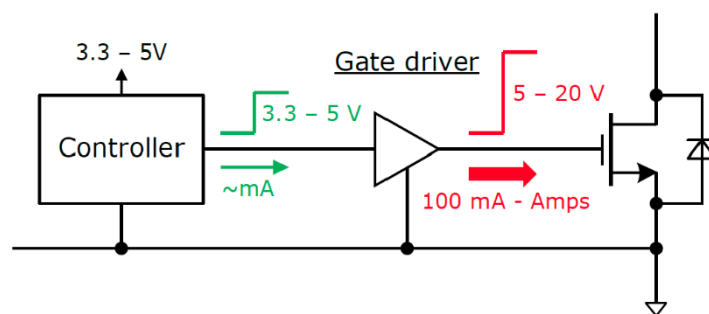 Gate driver
3.3 – 5V
3.3 – 5 V
5 – 20 V
Controller
~mA
100 mA - Amps